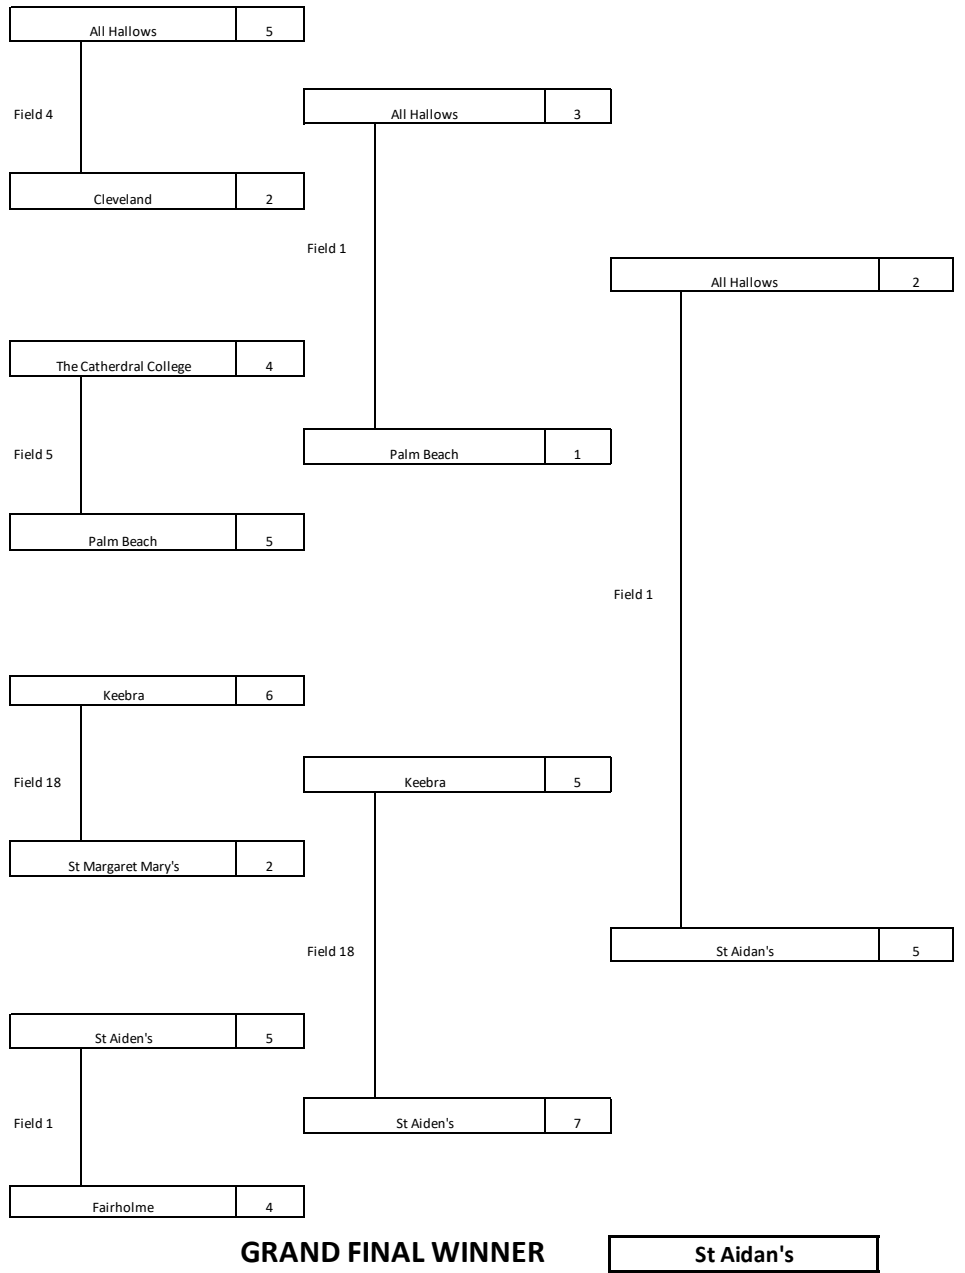 All Hallows 5
Field 4
All Hallows 3
Cleveland 2
Field 1
All Hallows 2
The Catherdral College 4
Field 5
Palm Beach 1
Palm Beach 5
Field 1
Keebra 6
Field 18
Keebra 5
St Margaret Mary's 2
Field 18
St Aidan's 5
St Aiden's 5
Field 1
St Aiden's 7
Fairholme 4
GRAND FINAL WINNER St Aidan's